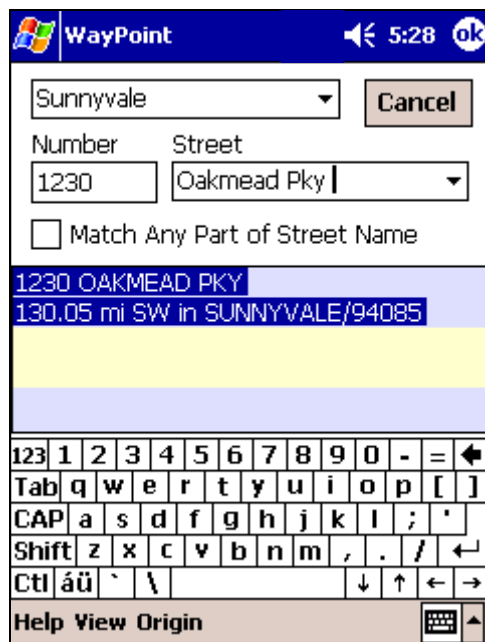 WayPoint 5:28 ok
Sunnyvale Cancel
Number Street
1230 Oakmead Pky
Match Any Part of Street Name
1230 OAKMEAD PKY
130.05 mi SW in SUNNYVALE/94085
123 1 2 3 4 5 6 7 8 9 0 - =
Tab q w e r t y u i o p [ ]
CAP a s d f g h j k l ; '
Shift z x c v b n m , . /
Ctl áü ` \
Help View Origin